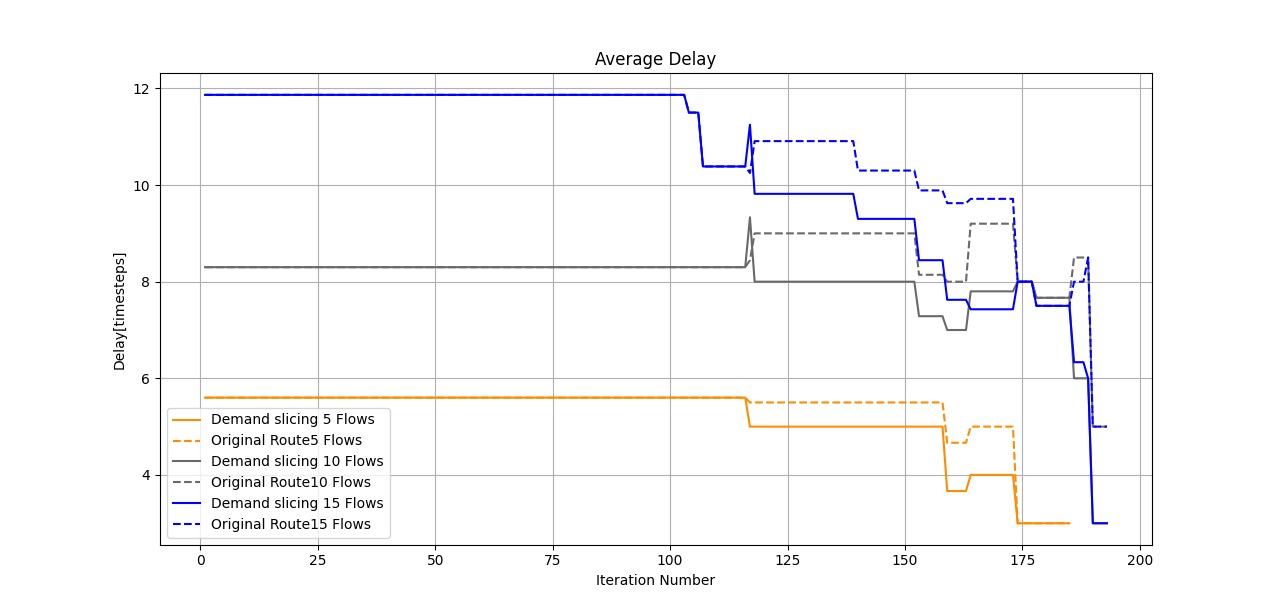 Average Delay
12
10
8
6
4
Delay[timesteps]
Demand slicing 5 Flows
Original Route5 Flows
Demand slicing 10 Flows
Original Route10 Flows
Demand slicing 15 Flows
Original Route15 Flows
0 25 50 75 100 125 150 175 200
Iteration Number